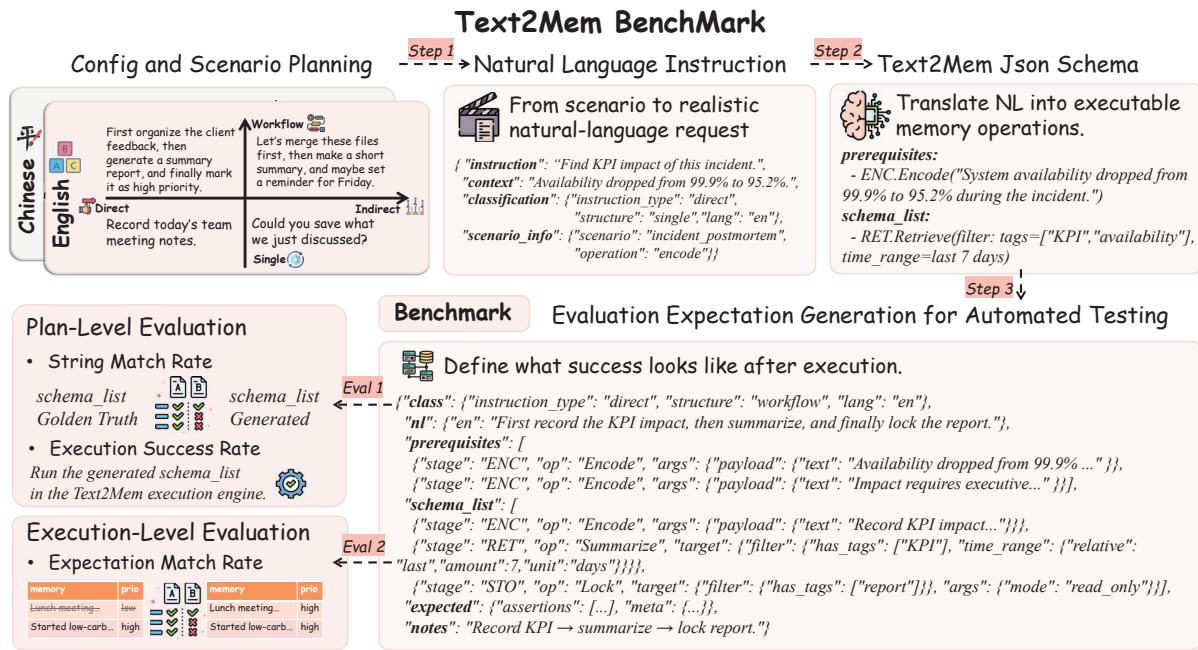 Text2Mem BenchMark
Config and Scenario Planning
Step 1
Natural Language Instruction
Step 2
Text2Mem Json Schema
Chinese
English
A
B
C
First organize the client
feedback, then
generate a summary
report, and finally mark
it as high priority.
Workflow
Let's merge these files
first, then make a short
summary, and maybe set
a reminder for Friday.
Direct
Indirect
Record today's team
meeting notes.
Could you save what
we just discussed?
Single
From scenario to realistic
natural-language request
{ "instruction": “Find KPI impact of this incident.",
"context": "Availability dropped from 99.9% to 95.2%.",
"classification": {"instruction_type": "direct",
"structure": "single","lang": "en"},
"scenario_info": {"scenario": "incident_postmortem",
"operation": "encode"}}
Translate NL into executable
memory operations.
prerequisites:
- ENC.Encode("System availability dropped from
99.9% to 95.2% during the incident.")
schema_list:
- RET.Retrieve(filter: tags=["KPI","availability"],
time_range=last 7 days)
Step 3
Benchmark
Evaluation Expectation Generation for Automated Testing
Define what success looks like after execution.
{"class": {"instruction_type": "direct", "structure": "workflow", "lang": "en"},
"nl": {"en": "First record the KPI impact, then summarize, and finally lock the report."},
"prerequisites": [
{"stage": "ENC", "op": "Encode", "args": {"payload": {"text": "Availability dropped from 99.9% ..." }},
{"stage": "ENC", "op": "Encode", "args": {"payload": {"text": "Impact requires executive..." }}],
"schema_list": [
{"stage": "ENC", "op": "Encode", "args": {"payload": {"text": "Record KPI impact..."}}},
{"stage": "RET", "op": "Summarize", "target": {"filter": {"has_tags": ["KPI"], "time_range": {"relative":
"last","amount":7,"unit":"days"}}}},
{"stage": "STO", "op": "Lock", "target": {"filter": {"has_tags": ["report"]}}, "args": {"mode": "read_only"}}],
"expected": {"assertions": [...], "meta": {...}},
"notes": "Record KPI → summarize → lock report."}
Eval 1
Eval 2
Plan-Level Evaluation
• String Match Rate
schema_list
Golden Truth
A B
schema_list
Generated
• Execution Success Rate
Run the generated schema_list
in the Text2Mem execution engine.
Execution-Level Evaluation
• Expectation Match Rate
memory prio
Lunch meeting... low
Started low-carb... high
A B
memory prio
Lunch meeting... high
Started low-carb... high